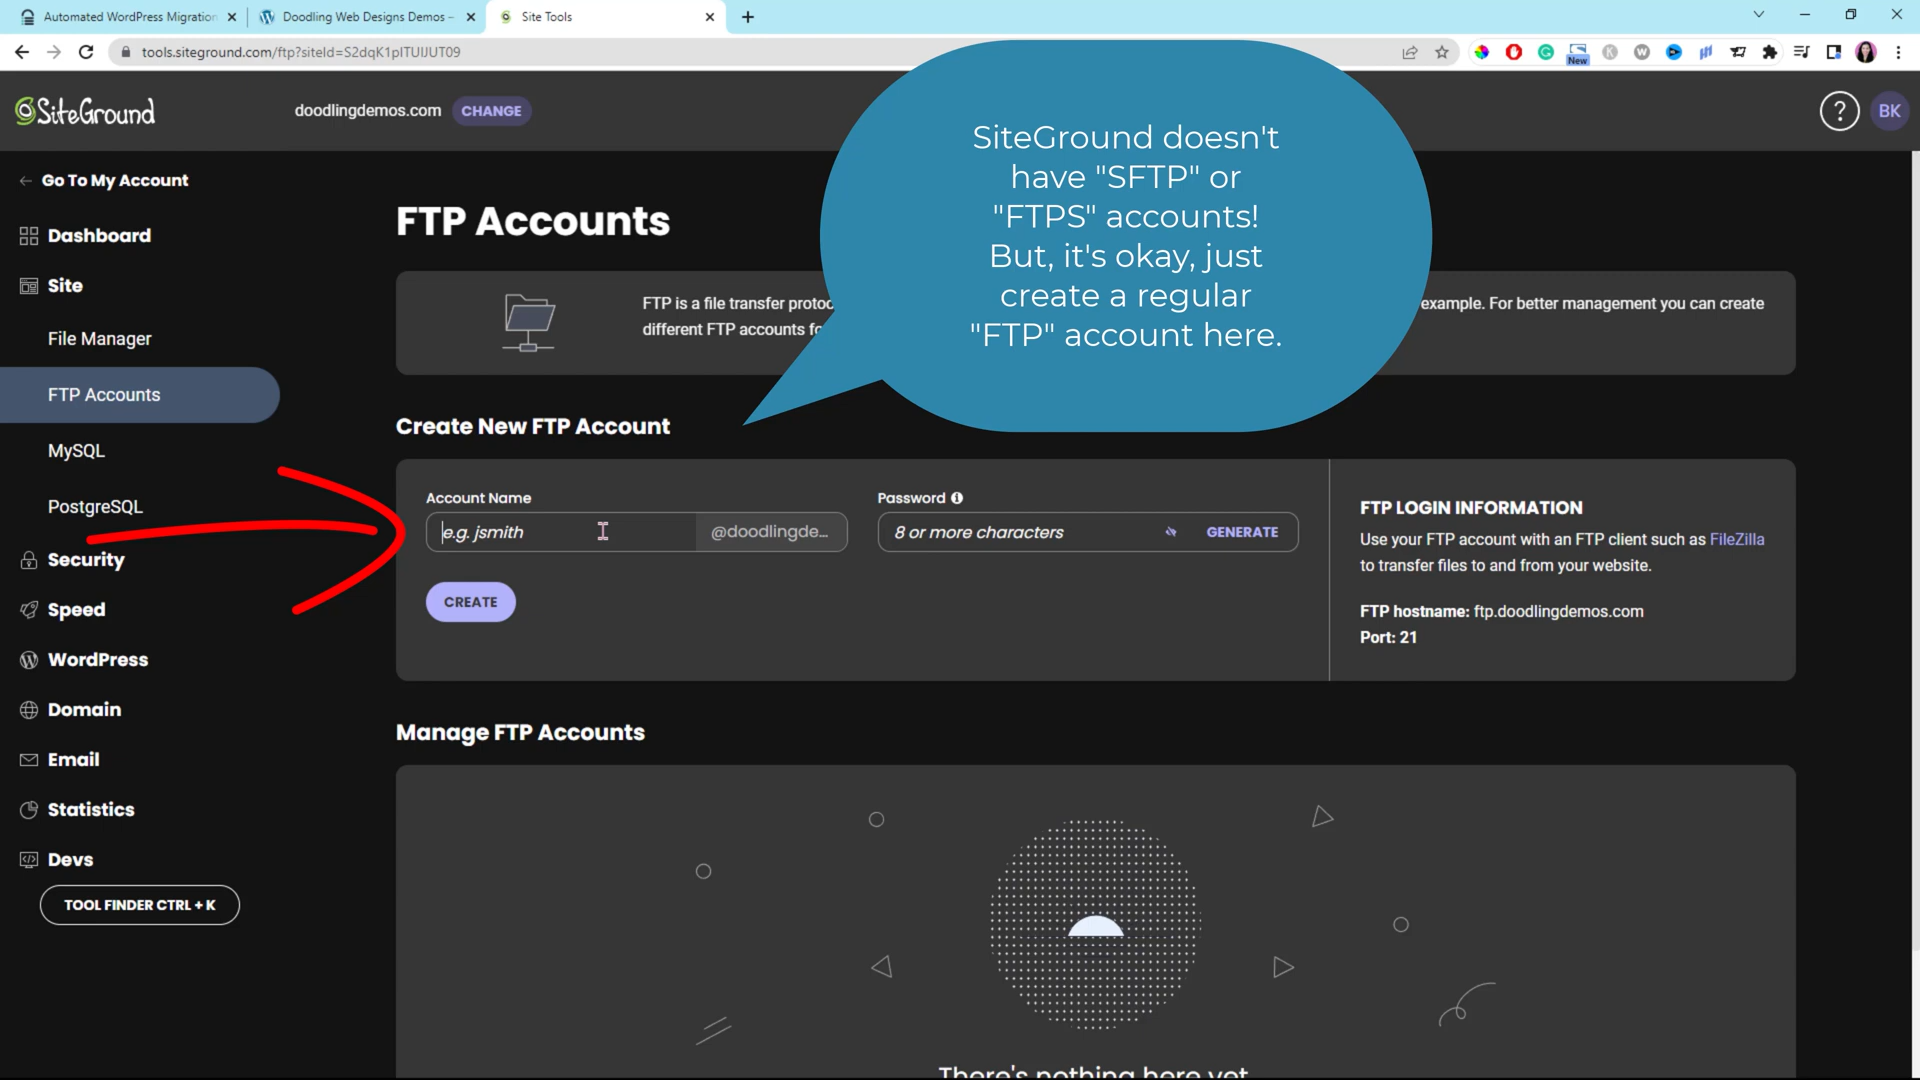 Automated WordPress Migration
Doodling Web Designs Demos –
Site Tools
tools.siteground.com/ftp?siteId=
New
SiteGround
doodlingdemos.com
CHANGE
?
BK
SiteGround doesn't
have "SFTP" or
"FTPS" accounts!
But, it's okay, just
create a regular
"FTP" account here.
Go To My Account
Dashboard
Site
File Manager
FTP Accounts
MySQL
PostgreSQL
Security
Speed
WordPress
Domain
Email
Statistics
Devs
TOOL FINDER CTRL + K
FTP Accounts
FTP is a file transfer protoc
example. For better management you can create
different FTP accounts fo
Create New FTP Account
Account Name
e.g. jsmith
@doodlingde...
Password
8 or more characters
GENERATE
CREATE
FTP LOGIN INFORMATION
Use your FTP account with an FTP client such as FileZilla
to transfer files to and from your website.
FTP hostname: ftp.doodlingdemos.com
Port: 21
Manage FTP Accounts
There's nothing here yet